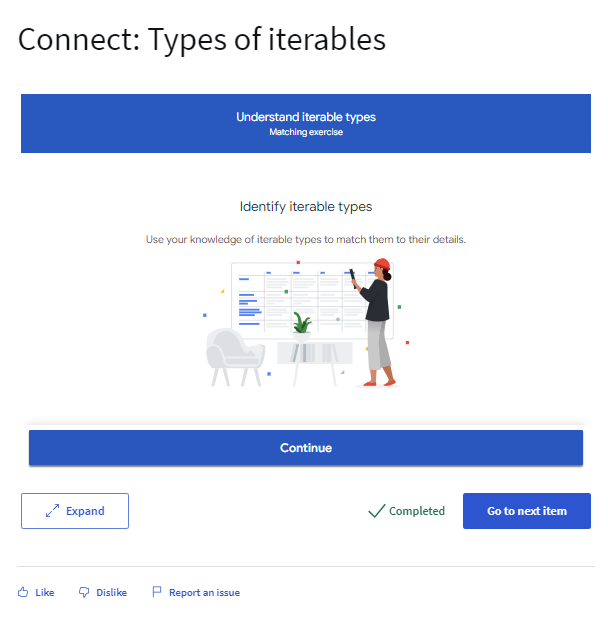 Connect: Types of iterables
Understand iterable types
Matching exercise
Identify iterable types
Use your knowledge of iterable types to match them to their details.
Continue
Expand
Completed
Go to next item
Like
Dislike
Report an issue